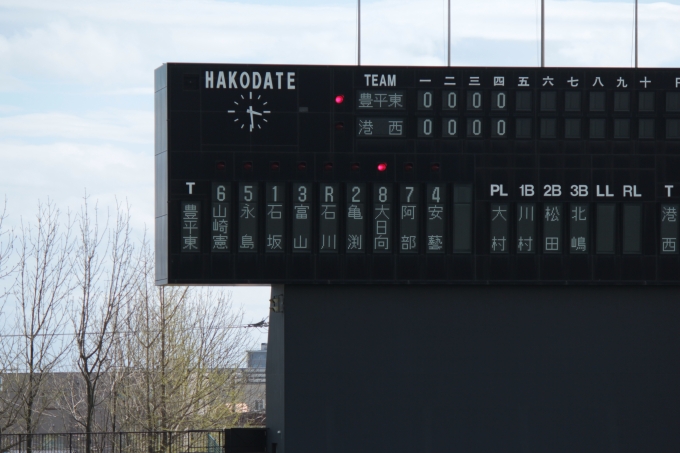 HAKODATE
TEAM 一 二 三 四 五 六 七 八 九 十
豊平東 0 0 0 0
港西 0 0 0 0
T 6 5 1 3 R 2 8 7 4 PL 1B 2B 3B LL RL T
豊平東 山崎憲 永島 石坂 富山 石川 亀渕 大日向 阿部 安藝 大村 川村 松田 北嶋 港西